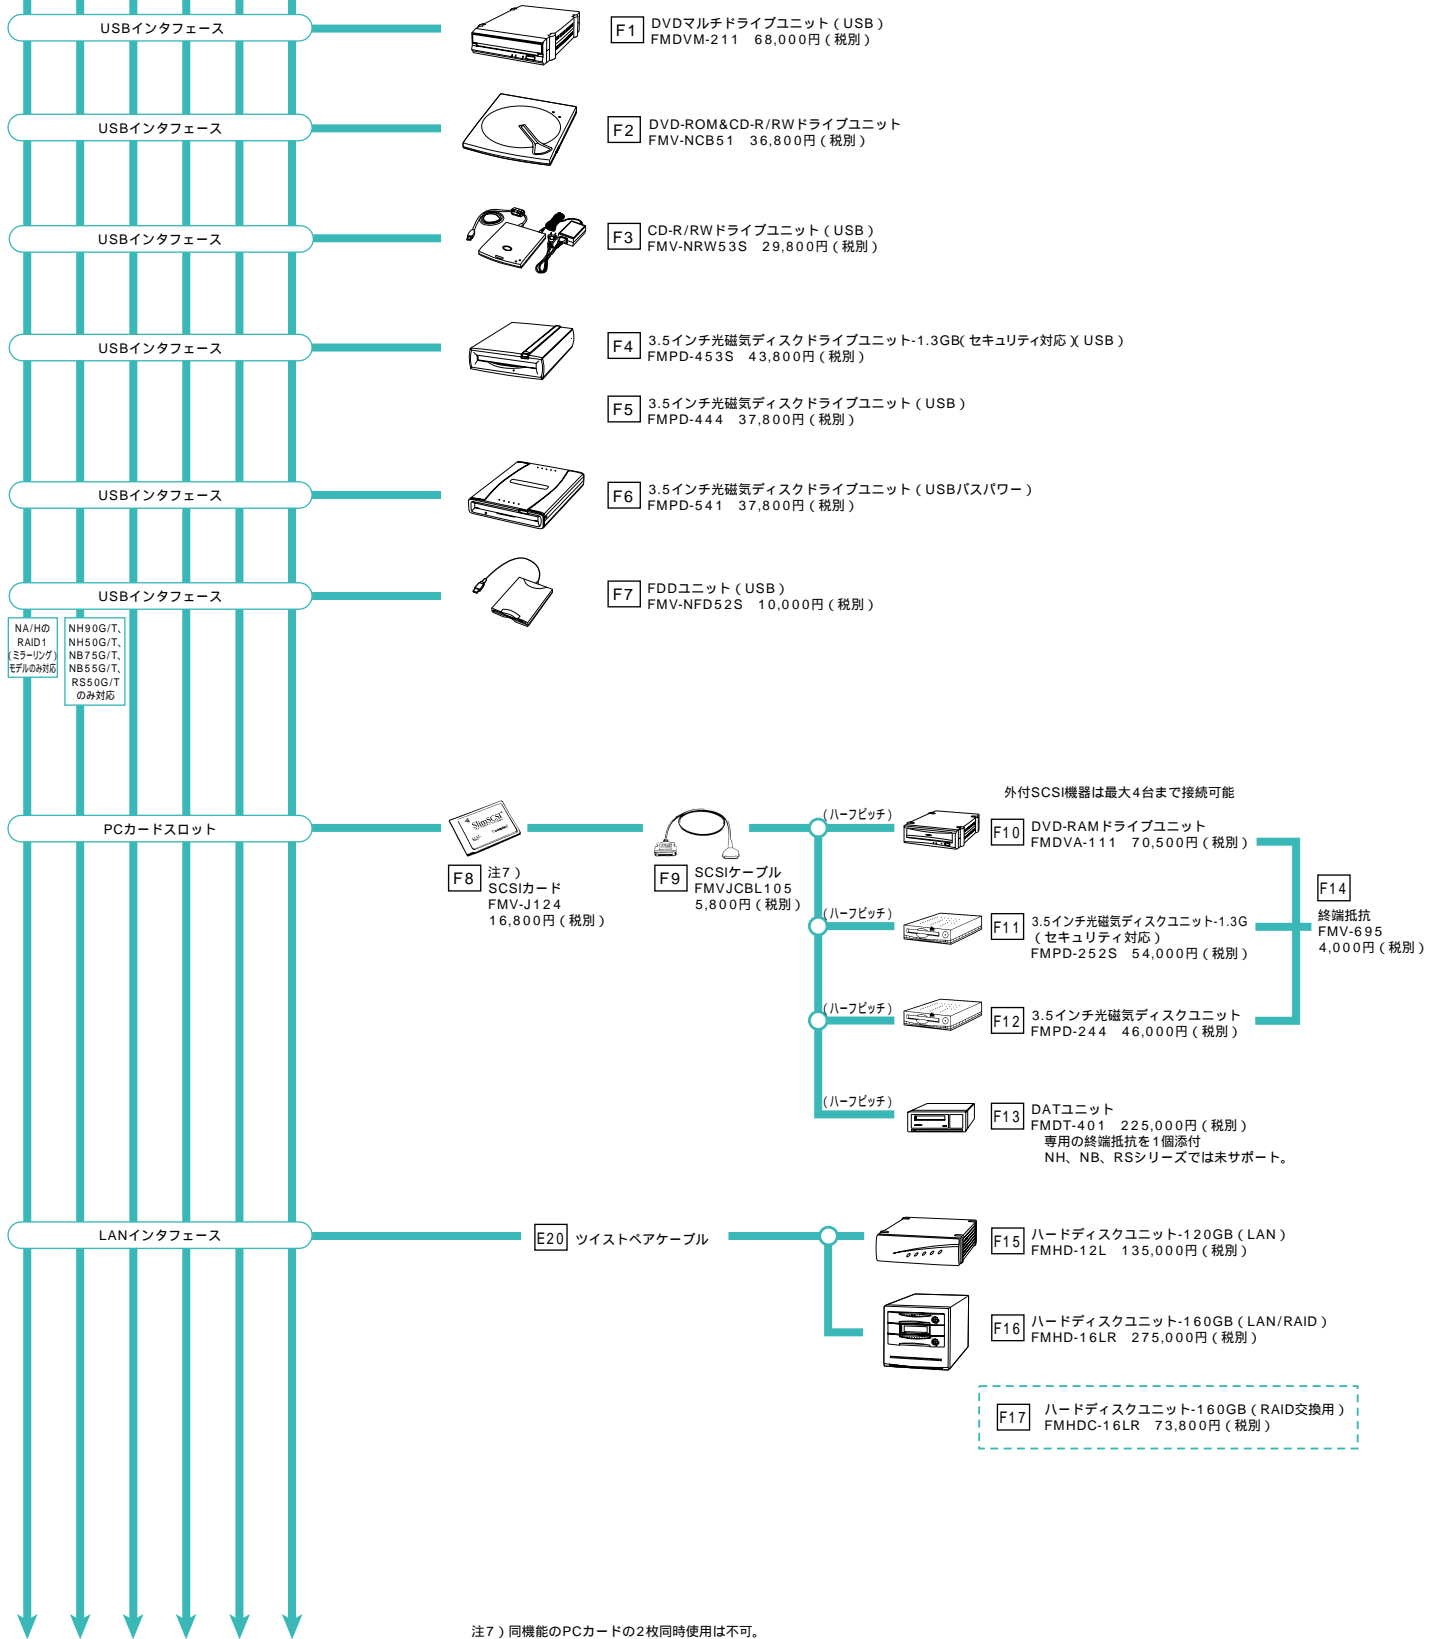 USBインタフェース
F1
DVDマルチドライブユニット（USB）
FMDVM-211 68,000円（税別）
USBインタフェース
F2
DVD-ROM&CD-R/RWドライブユニット
FMV-NCB51 36,800円（税別）
USBインタフェース
F3
CD-R/RWドライブユニット（USB）
FMV-NRW53S 29,800円（税別）
USBインタフェース
F4
3.5インチ光磁気ディスクドライブユニット-1.3GB（セキュリティ対応）（USB）
FMPD-453S 43,800円（税別）
F5
3.5インチ光磁気ディスクドライブユニット（USB）
FMPD-444 37,800円（税別）
USBインタフェース
F6
3.5インチ光磁気ディスクドライブユニット（USBバスパワー）
FMPD-541 37,800円（税別）
USBインタフェース
F7
FDDユニット（USB）
FMV-NFD52S 10,000円（税別）
NA/Hの
RAID1
（ミラーリング）
モデルのみ対応
NH90G/T、
NH50G/T、
NB75G/T、
NB55G/T、
RS50G/T
のみ対応
外付SCSI機器は最大4台まで接続可能
PCカードスロット
SlimSCSI
F8
注7）
SCSIカード
FMV-J124
16,800円（税別）
F9
SCSIケーブル
FMVJCBL105
5,800円（税別）
（ハーフピッチ）
F10
DVD-RAMドライブユニット
FMDVA-111 70,500円（税別）
（ハーフピッチ）
F11
3.5インチ光磁気ディスクユニット-1.3G
（セキュリティ対応）
FMPD-252S 54,000円（税別）
（ハーフピッチ）
F12
3.5インチ光磁気ディスクユニット
FMPD-244 46,000円（税別）
F14
終端抵抗
FMV-695
4,000円（税別）
（ハーフピッチ）
F13
DATユニット
FMDT-401 225,000円（税別）
専用の終端抵抗を1個添付
NH、NB、RSシリーズでは未サポート。
LANインタフェース
E20
ツイストペアケーブル
F15
ハードディスクユニット-120GB（LAN）
FMHD-12L 135,000円（税別）
F16
ハードディスクユニット-160GB（LAN/RAID）
FMHD-16LR 275,000円（税別）
F17
ハードディスクユニット-160GB（RAID交換用）
FMHDC-16LR 73,800円（税別）
注7）同機能のPCカードの2枚同時使用は不可。